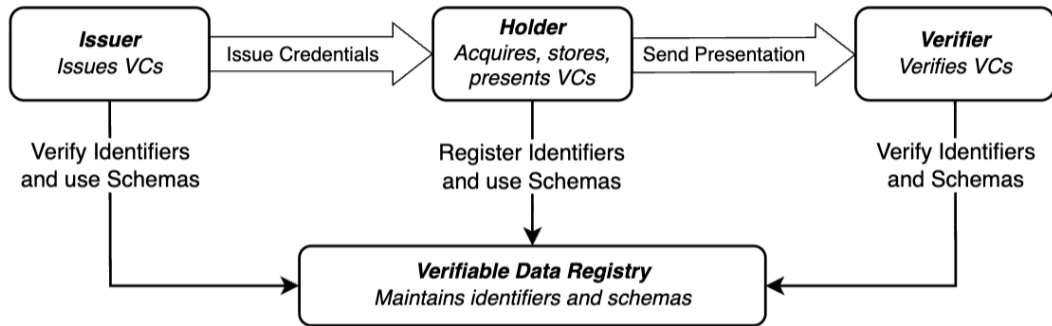 Issuer
Issues VCs
Issue Credentials
Holder
Acquires, stores,
presents VCs
Send Presentation
Verifier
Verifies VCs
Verify Identifiers
and use Schemas
Register Identifiers
and use Schemas
Verify Identifiers
and Schemas
Verifiable Data Registry
Maintains identifiers and schemas